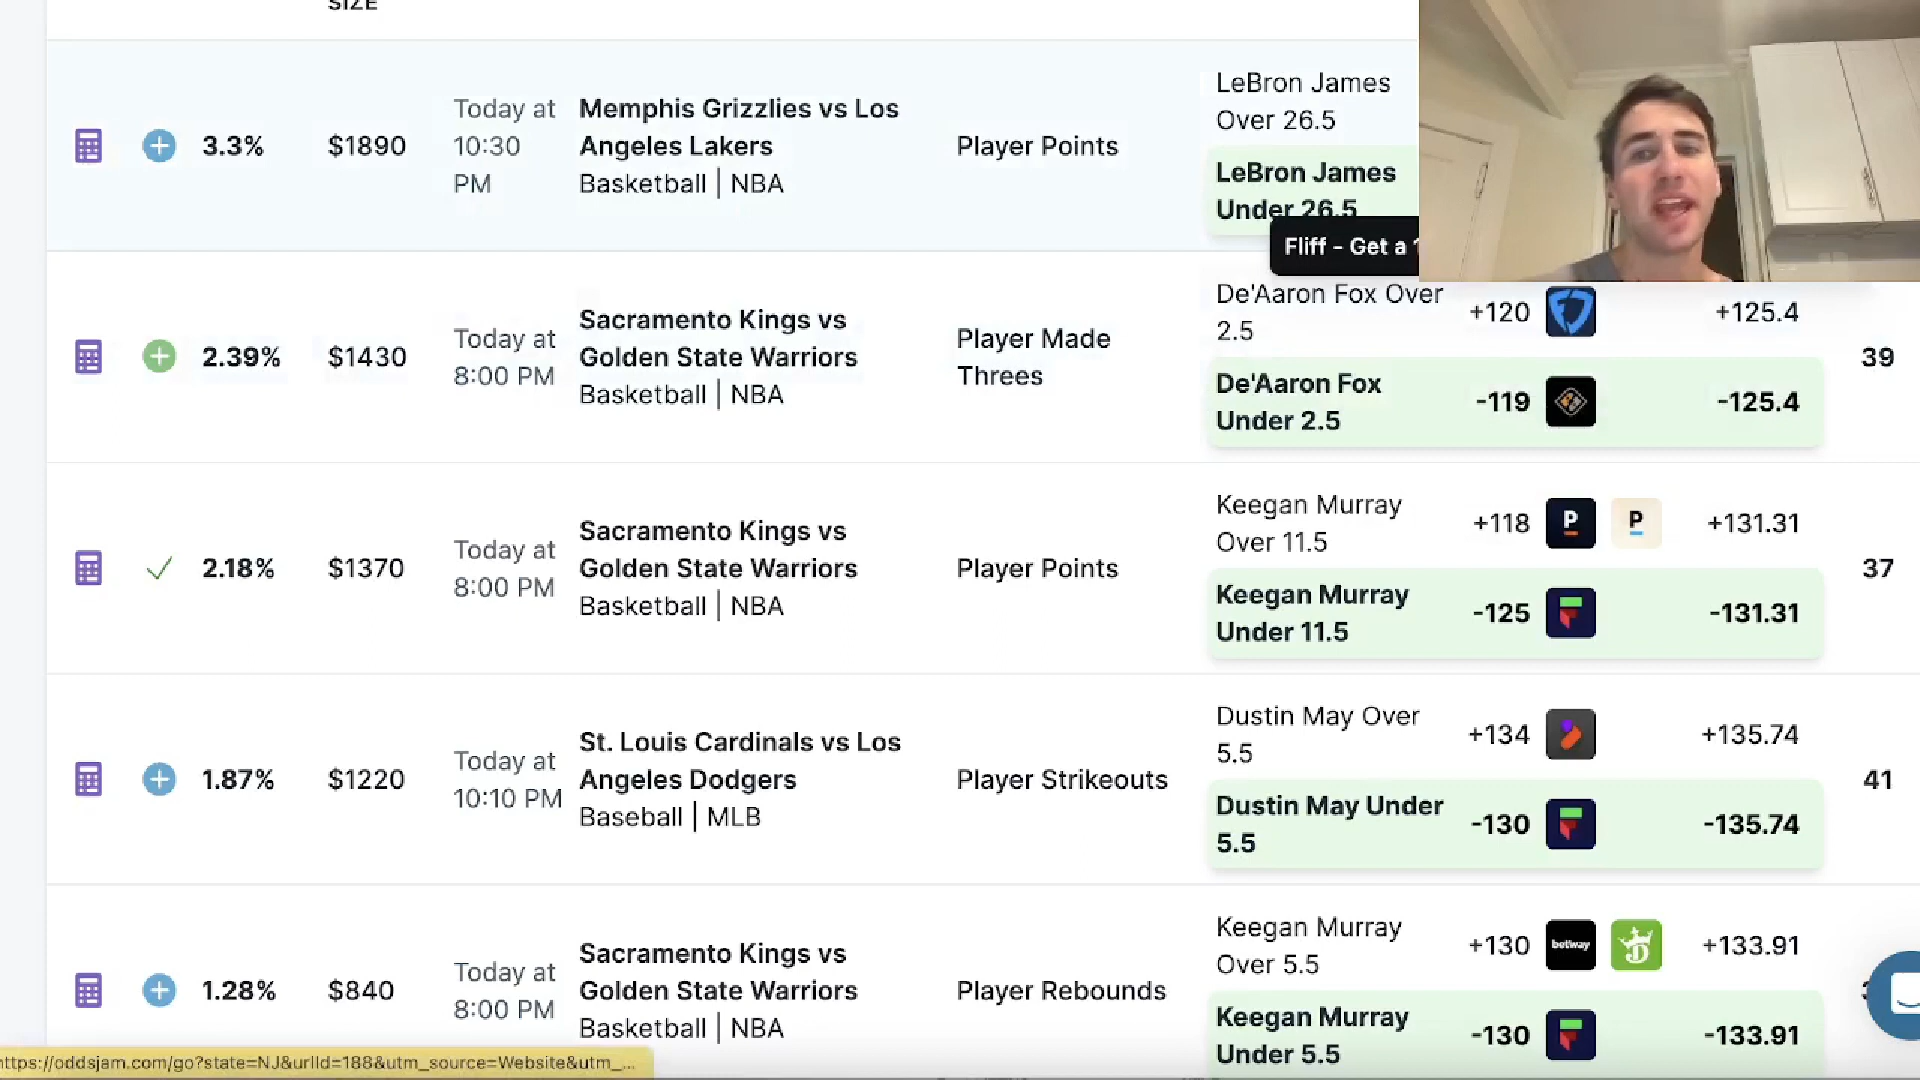 SIZE
3.3%
$1890
Today at
10:30
PM
Memphis Grizzlies vs Los
Angeles Lakers
Basketball | NBA
Player Points
LeBron James
Over 26.5
LeBron James
Under 26.5
Fliff - Get a
2.39%
$1430
Today at
8:00 PM
Sacramento Kings vs
Golden State Warriors
Basketball | NBA
Player Made
Threes
De'Aaron Fox Over
2.5
+120
+125.4
De'Aaron Fox
Under 2.5
-119
-125.4
39
2.18%
$1370
Today at
8:00 PM
Sacramento Kings vs
Golden State Warriors
Basketball | NBA
Player Points
Keegan Murray
Over 11.5
+118
P
P
+131.31
Keegan Murray
Under 11.5
-125
-131.31
37
1.87%
$1220
Today at
10:10 PM
St. Louis Cardinals vs Los
Angeles Dodgers
Baseball | MLB
Player Strikeouts
Dustin May Over
5.5
+134
+135.74
Dustin May Under
5.5
-130
-135.74
41
1.28%
$840
Today at
8:00 PM
Sacramento Kings vs
Golden State Warriors
Basketball | NBA
Player Rebounds
Keegan Murray
Over 5.5
+130
betway
+133.91
Keegan Murray
Under 5.5
-130
-133.91
https://oddsjam.com/go?state=NJ&urlId=188&utm_source=Website&utm_...